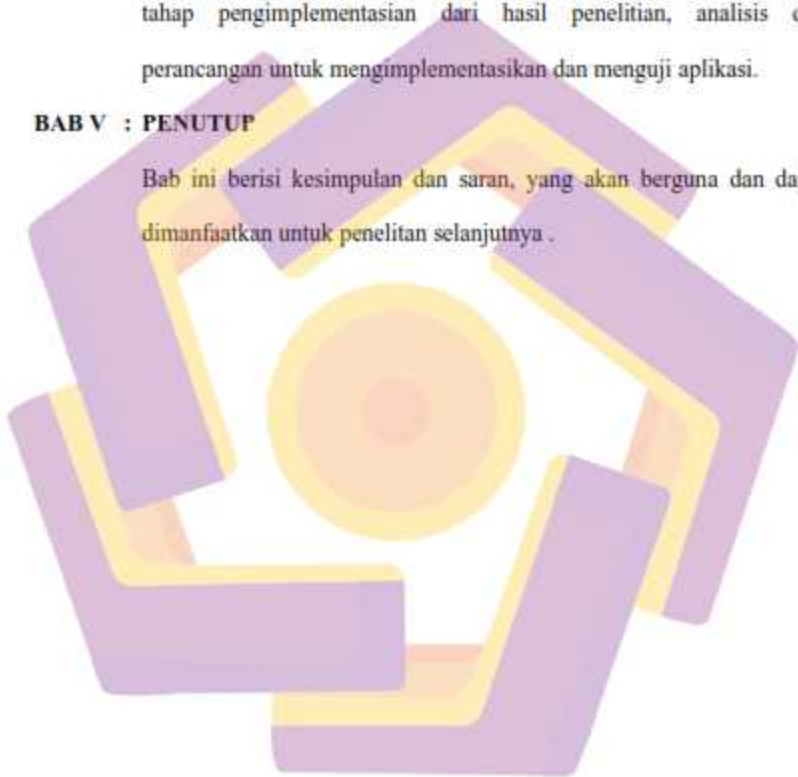 tahap pengimplementasian dari hasil penelitian, analisis
perancangan untuk mengimplementasikan dan menguji aplikasi.
BAB V : PENUTUP
Bab ini berisi kesimpulan dan saran, yang akan berguna dan
dimanfaatkan untuk penelitan selanjutnya .